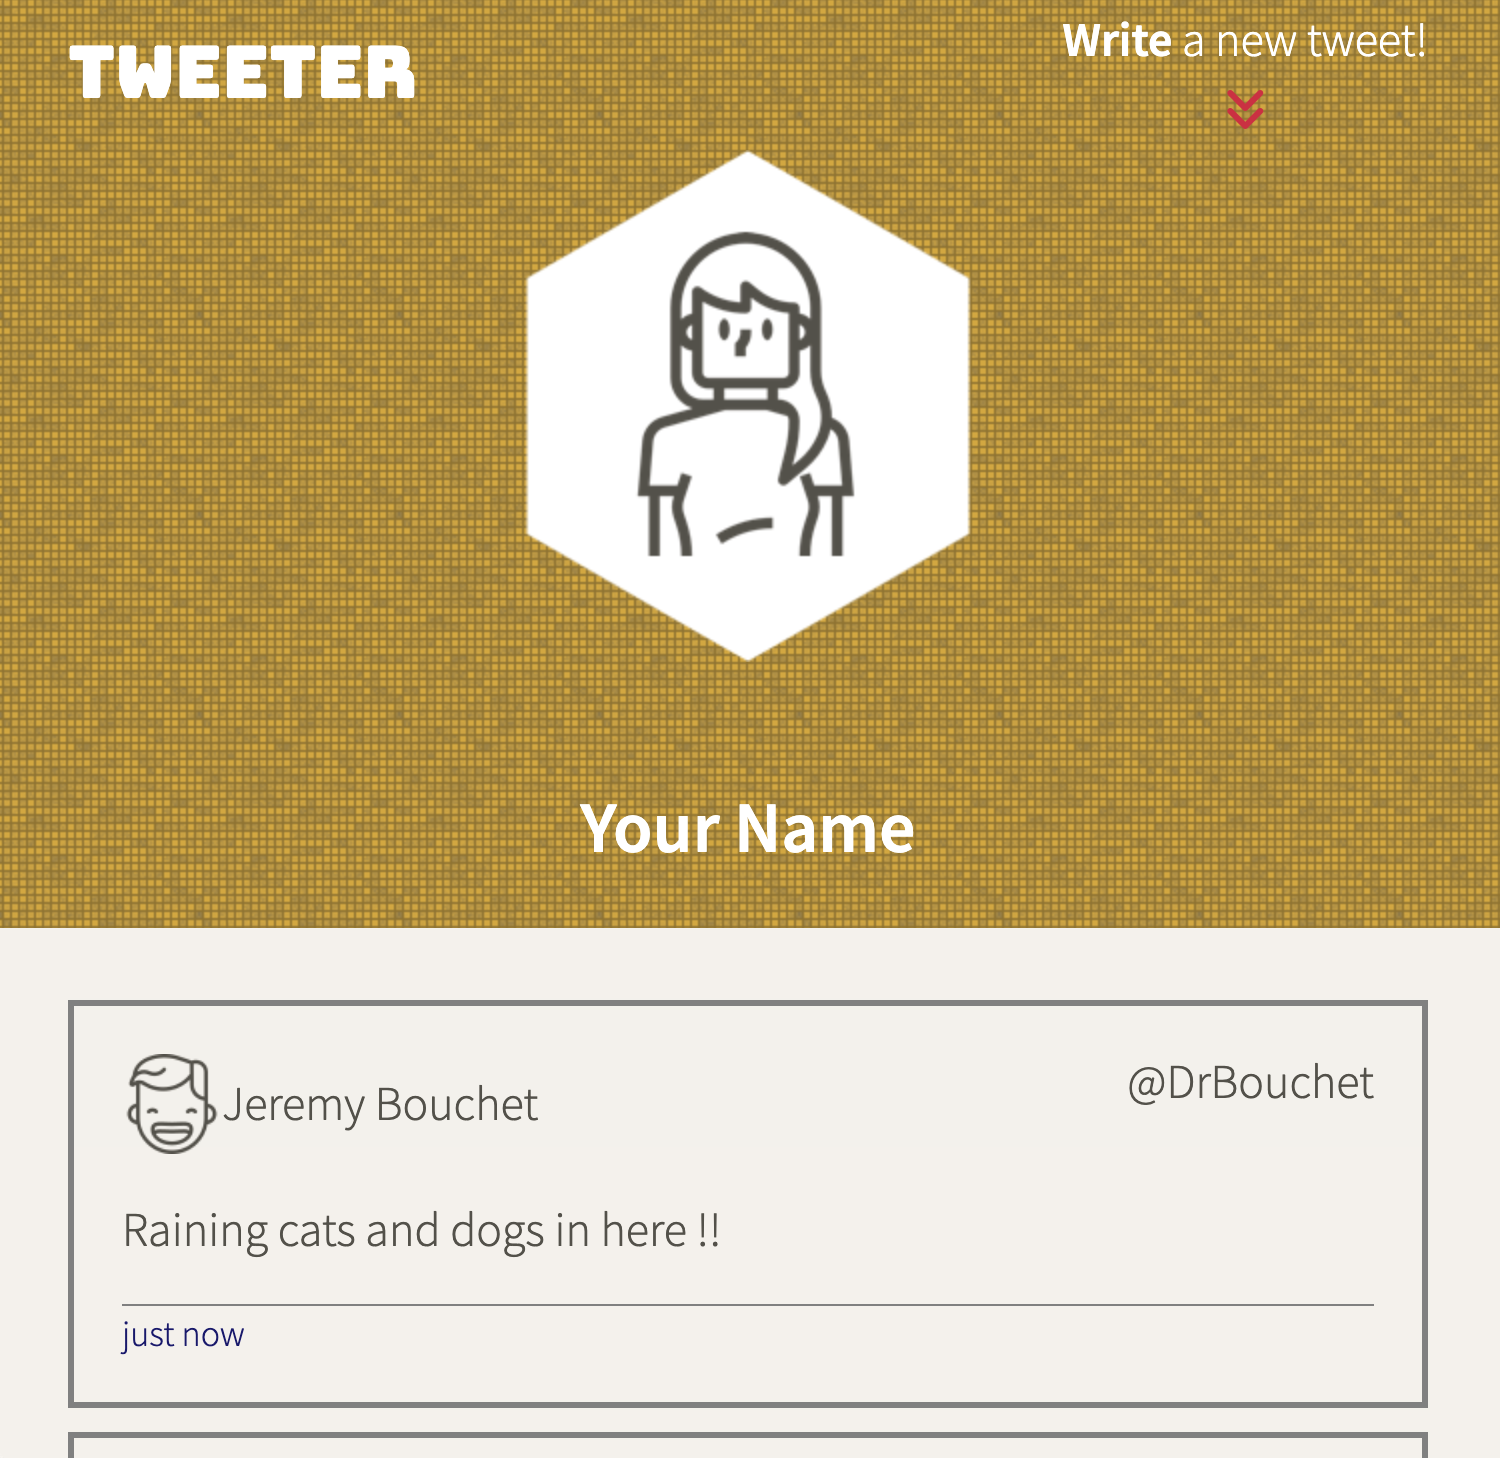 TWEETER
Write a new tweet!
Your Name
Jeremy Bouchet
@DrBouchet
Raining cats and dogs in here !!
just now